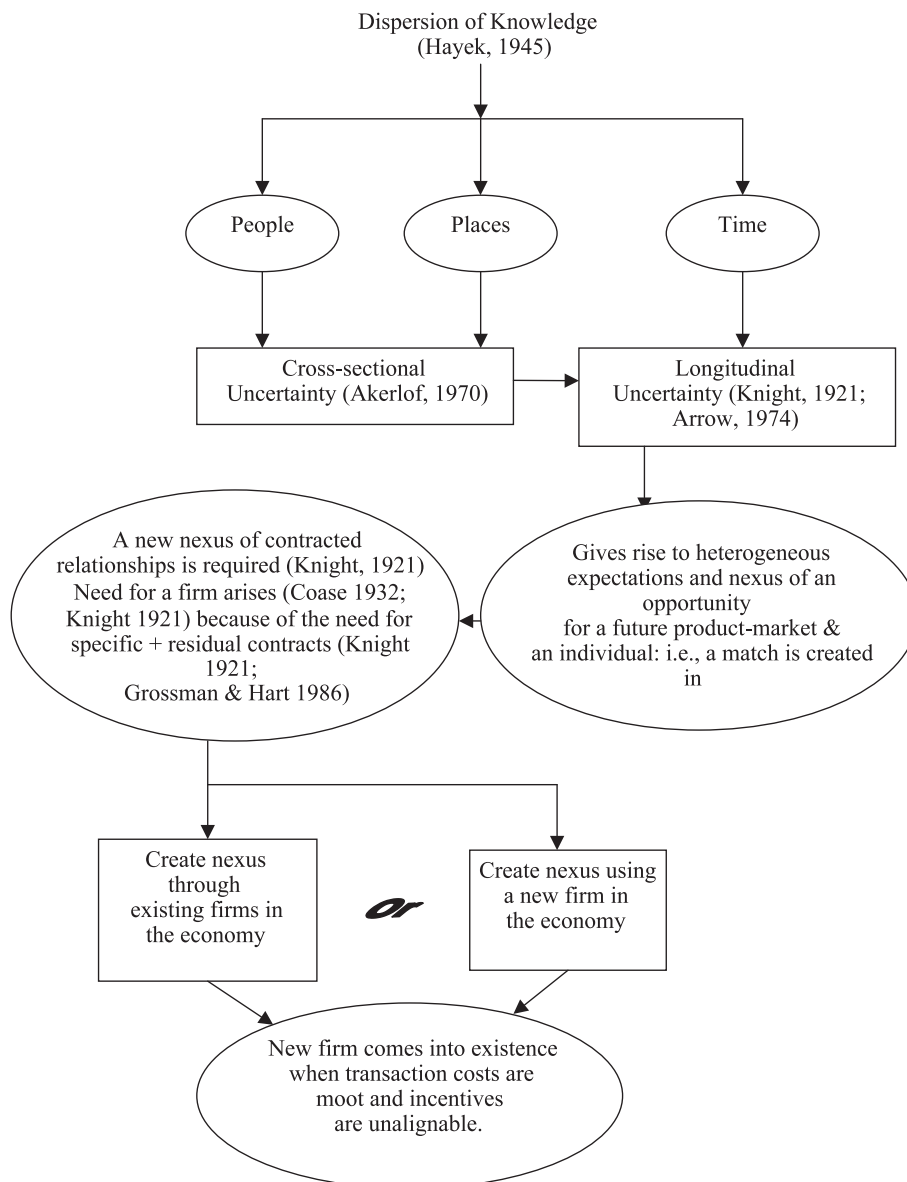 Dispersion of Knowledge
(Hayek, 1945)
People
Places
Time
Cross-sectional
Uncertainty (Akerlof, 1970)
Longitudinal
Uncertainty (Knight, 1921;
Arrow, 1974)
A new nexus of contracted
relationships is required (Knight, 1921)
Need for a firm arises (Coase 1932;
Knight 1921) because of the need for
specific + residual contracts (Knight
1921;
Grossman & Hart 1986)
Gives rise to heterogeneous
expectations and nexus of an
opportunity
for a future product-market &
an individual: i.e., a match is created
in
Create nexus
through
existing firms in
the economy
or
Create nexus using
a new firm in
the economy
New firm comes into existence
when transaction costs are
moot and incentives
are unalignable.